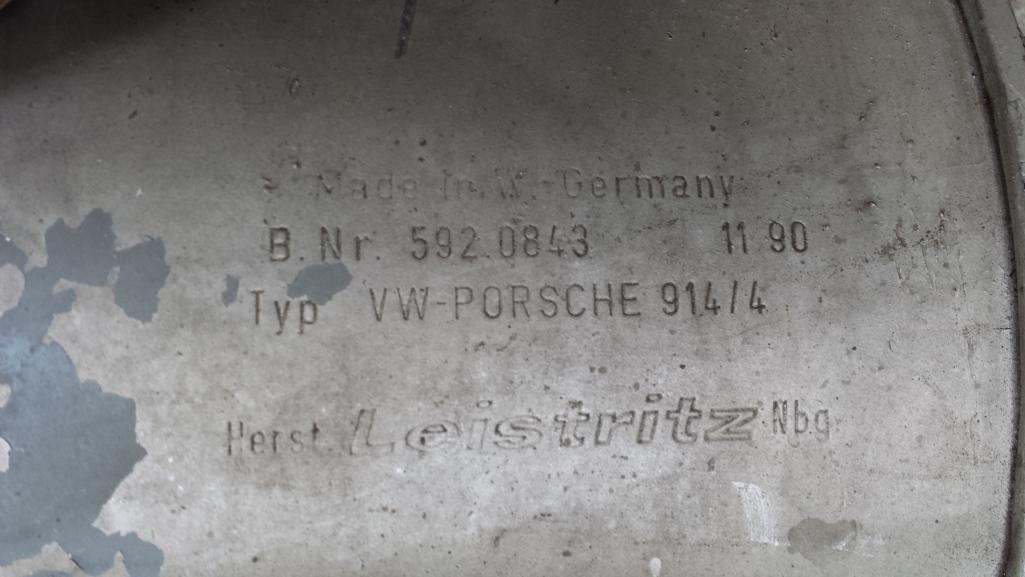 Made in W.-Germany
B.Nr. 592.0843 11 90
Typ VW-PORSCHE 914/4
Herst. Leistritz Nbg.